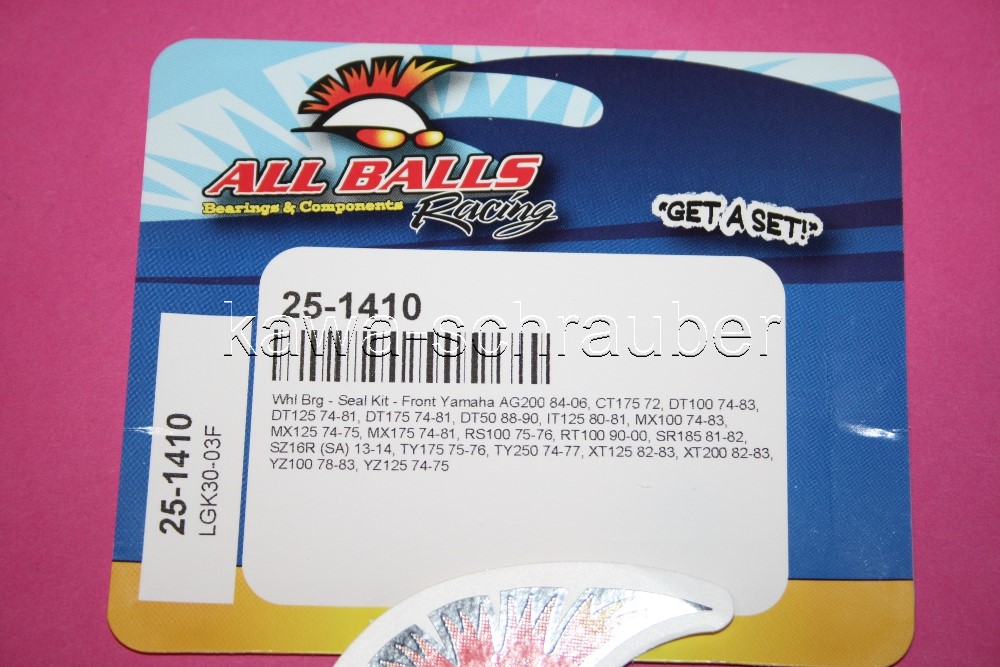 ALL BALLS
Bearings & Components Racing
"GET A SET!"
25-1410
kawa-schrauber
Whl Brg - Seal Kit - Front Yamaha AG200 84-06, CT175 72, DT100 74-83,
DT125 74-81, DT175 74-81, DT50 88-90, IT125 80-81, MX100 74-83,
MX125 74-75, MX175 74-81, RS100 75-76, RT100 90-00, SR185 81-82,
SZ16R (SA) 13-14, TY175 75-76, TY250 74-77, XT125 82-83, XT200 82-83,
YZ100 78-83, YZ125 74-75
25-1410
LGK30-03F